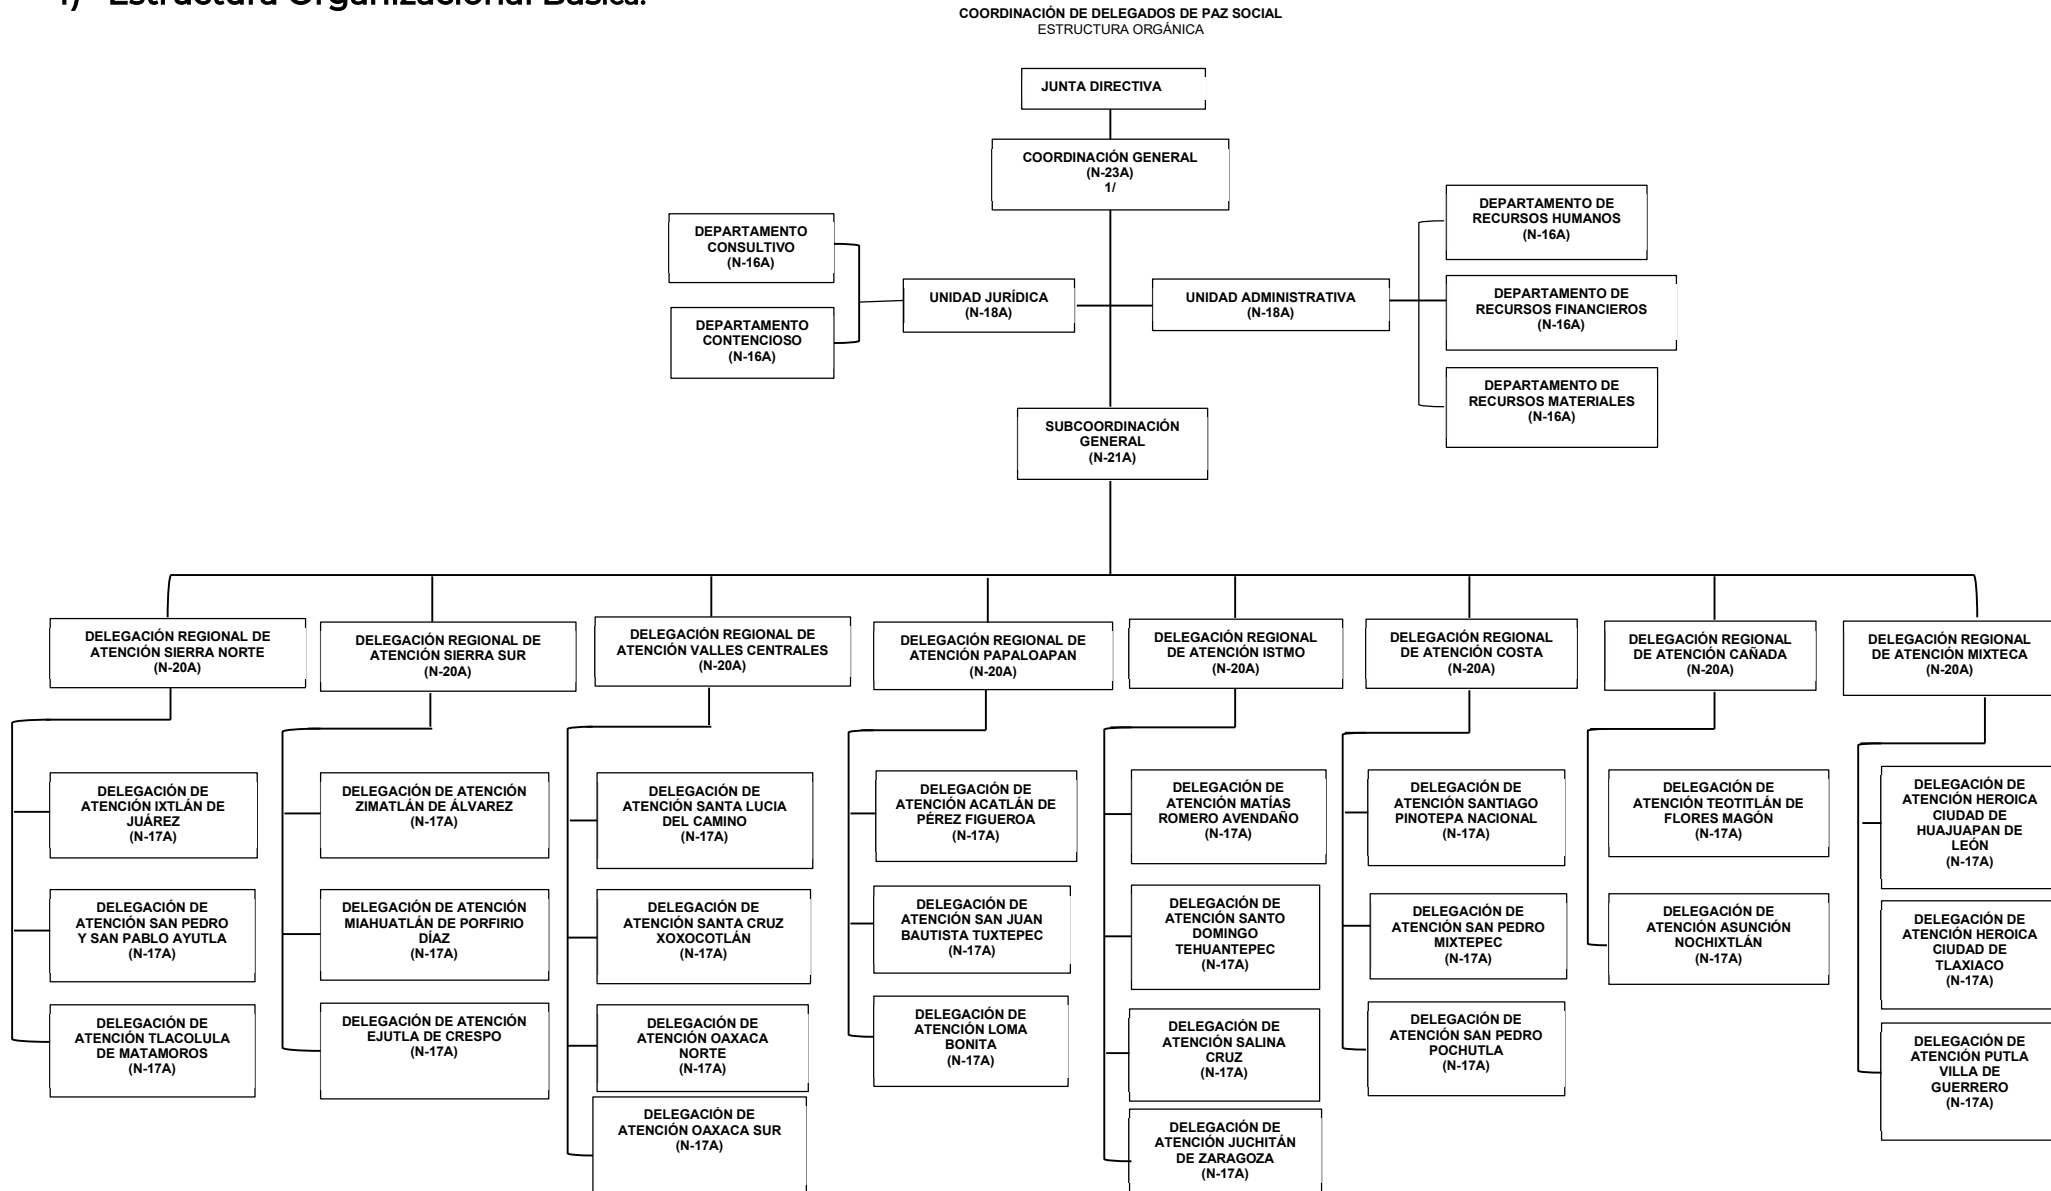 Estructura Organizacional Básica.
COORDINACIÓN DE DELEGADOS DE PAZ SOCIAL
ESTRUCTURA ORGÁNICA
JUNTA DIRECTIVA
COORDINACIÓN GENERAL
(N-23A)
1/
DEPARTAMENTO
CONSULTIVO
(N-16A)
DEPARTAMENTO
CONTENCIOSO
(N-16A)
UNIDAD JURÍDICA
(N-18A)
UNIDAD ADMINISTRATIVA
(N-18A)
DEPARTAMENTO DE
RECURSOS HUMANOS
(N-16A)
DEPARTAMENTO DE
RECURSOS FINANCIEROS
(N-16A)
DEPARTAMENTO DE
RECURSOS MATERIALES
(N-16A)
SUBCOORDINACIÓN
GENERAL
(N-21A)
DELEGACIÓN REGIONAL DE
ATENCIÓN SIERRA NORTE
(N-20A)
DELEGACIÓN DE
ATENCIÓN IXTLÁN DE
JUÁREZ
(N-17A)
DELEGACIÓN DE
ATENCIÓN SAN PEDRO
Y SAN PABLO AYUTLA
(N-17A)
DELEGACIÓN DE
ATENCIÓN TLACOLULA
DE MATAMOROS
(N-17A)
DELEGACIÓN REGIONAL DE
ATENCIÓN SIERRA SUR
(N-20A)
DELEGACIÓN DE ATENCIÓN
ZIMATLÁN DE ÁLVAREZ
(N-17A)
DELEGACIÓN DE ATENCIÓN
MIAHUATLÁN DE PORFIRIO
DÍAZ
(N-17A)
DELEGACIÓN DE ATENCIÓN
EJUTLA DE CRESPO
(N-17A)
DELEGACIÓN REGIONAL DE
ATENCIÓN VALLES CENTRALES
(N-20A)
DELEGACIÓN DE
ATENCIÓN SANTA LUCIA
DEL CAMINO
(N-17A)
DELEGACIÓN DE
ATENCIÓN SANTA CRUZ
XOXOCOTLÁN
(N-17A)
DELEGACIÓN DE
ATENCIÓN OAXACA
NORTE
(N-17A)
DELEGACIÓN DE
ATENCIÓN OAXACA SUR
(N-17A)
DELEGACIÓN REGIONAL DE
ATENCIÓN PAPALOAPAN
(N-20A)
DELEGACIÓN DE
ATENCIÓN ACATLÁN DE
PÉREZ FIGUEROA
(N-17A)
DELEGACIÓN DE
ATENCIÓN SAN JUAN
BAUTISTA TUXTEPEC
(N-17A)
DELEGACIÓN DE
ATENCIÓN LOMA
BONITA
(N-17A)
DELEGACIÓN REGIONAL
DE ATENCIÓN ISTMO
(N-20A)
DELEGACIÓN DE
ATENCIÓN MATÍAS
ROMERO AVENDAÑO
(N-17A)
DELEGACIÓN DE
ATENCIÓN SANTO
DOMINGO
TEHUANTEPEC
(N-17A)
DELEGACIÓN DE
ATENCIÓN SALINA
CRUZ
(N-17A)
DELEGACIÓN DE
ATENCIÓN JUCHITÁN
DE ZARAGOZA
(N-17A)
DELEGACIÓN REGIONAL
DE ATENCIÓN COSTA
(N-20A)
DELEGACIÓN DE
ATENCIÓN SANTIAGO
PINOTEPA NACIONAL
(N-17A)
DELEGACIÓN DE
ATENCIÓN SAN PEDRO
MIXTEPEC
(N-17A)
DELEGACIÓN DE
ATENCIÓN SAN PEDRO
POCHUTLA
(N-17A)
DELEGACIÓN REGIONAL
DE ATENCIÓN CAÑADA
(N-20A)
DELEGACIÓN DE
ATENCIÓN TEOTITLÁN DE
FLORES MAGÓN
(N-17A)
DELEGACIÓN DE
ATENCIÓN ASUNCIÓN
NOCHIXTLÁN
(N-17A)
DELEGACIÓN REGIONAL
DE ATENCIÓN MIXTECA
(N-20A)
DELEGACIÓN DE
ATENCIÓN HEROICA
CIUDAD DE
HUAJUAPAN DE
LEÓN
(N-17A)
DELEGACIÓN DE
ATENCIÓN HEROICA
CIUDAD DE
TLAXIACO
(N-17A)
DELEGACIÓN DE
ATENCIÓN PUTLA
VILLA DE
GUERRERO
(N-17A)